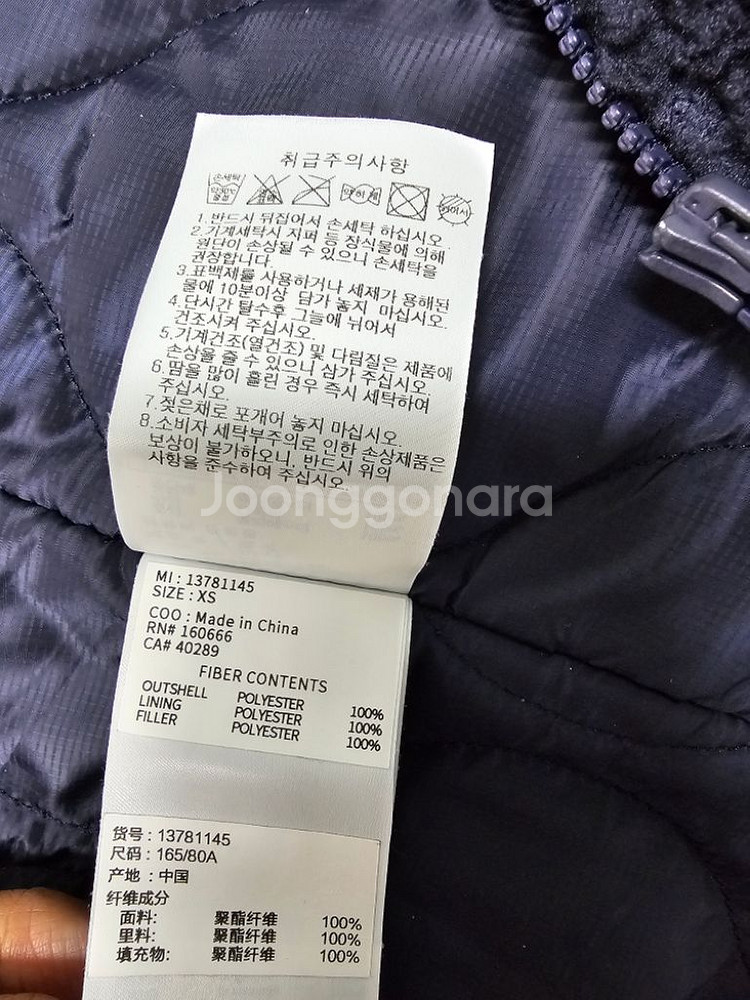 취급주의사항
손세탁
약30℃
중성
염소
표백
약하게
드라이
1.반드시 뒤집어서 손세탁 하십시오.
2.기계세탁시 지퍼 등 장식물에 의해
원단이 손상될 수 있으니 손세탁을
권장합니다.
3.표백제를 사용하거나 세제가 용해된
물에 10분이상 담가 놓지 마십시오.
4.단시간 탈수후 그늘에 뉘어서
건조시켜 주십시오.
5.기계건조(열건조) 및 다림질은 제품에
손상을 줄 수 있으니 삼가 주십시오.
6.땀을 많이 흘린 경우 즉시 세탁하여
주십시오.
7.젖은채로 포개어 놓지 마십시오.
8.소비자 세탁부주의로 인한 손상제품은
보상이 불가하오니, 반드시 위의
사항을 준수하여 주십시오.
Joonggonara
MI : 13781145
SIZE : XS
COO : Made in China
RN# 160666
CA# 40289
FIBER CONTENTS
OUTSHELL POLYESTER 100%
LINING POLYESTER 100%
FILLER POLYESTER 100%
货号 : 13781145
尺码 : 165/80A
产地 : 中国
纤维成分
面料: 聚酯纤维 100%
里料: 聚酯纤维 100%
填充物: 聚酯纤维 100%